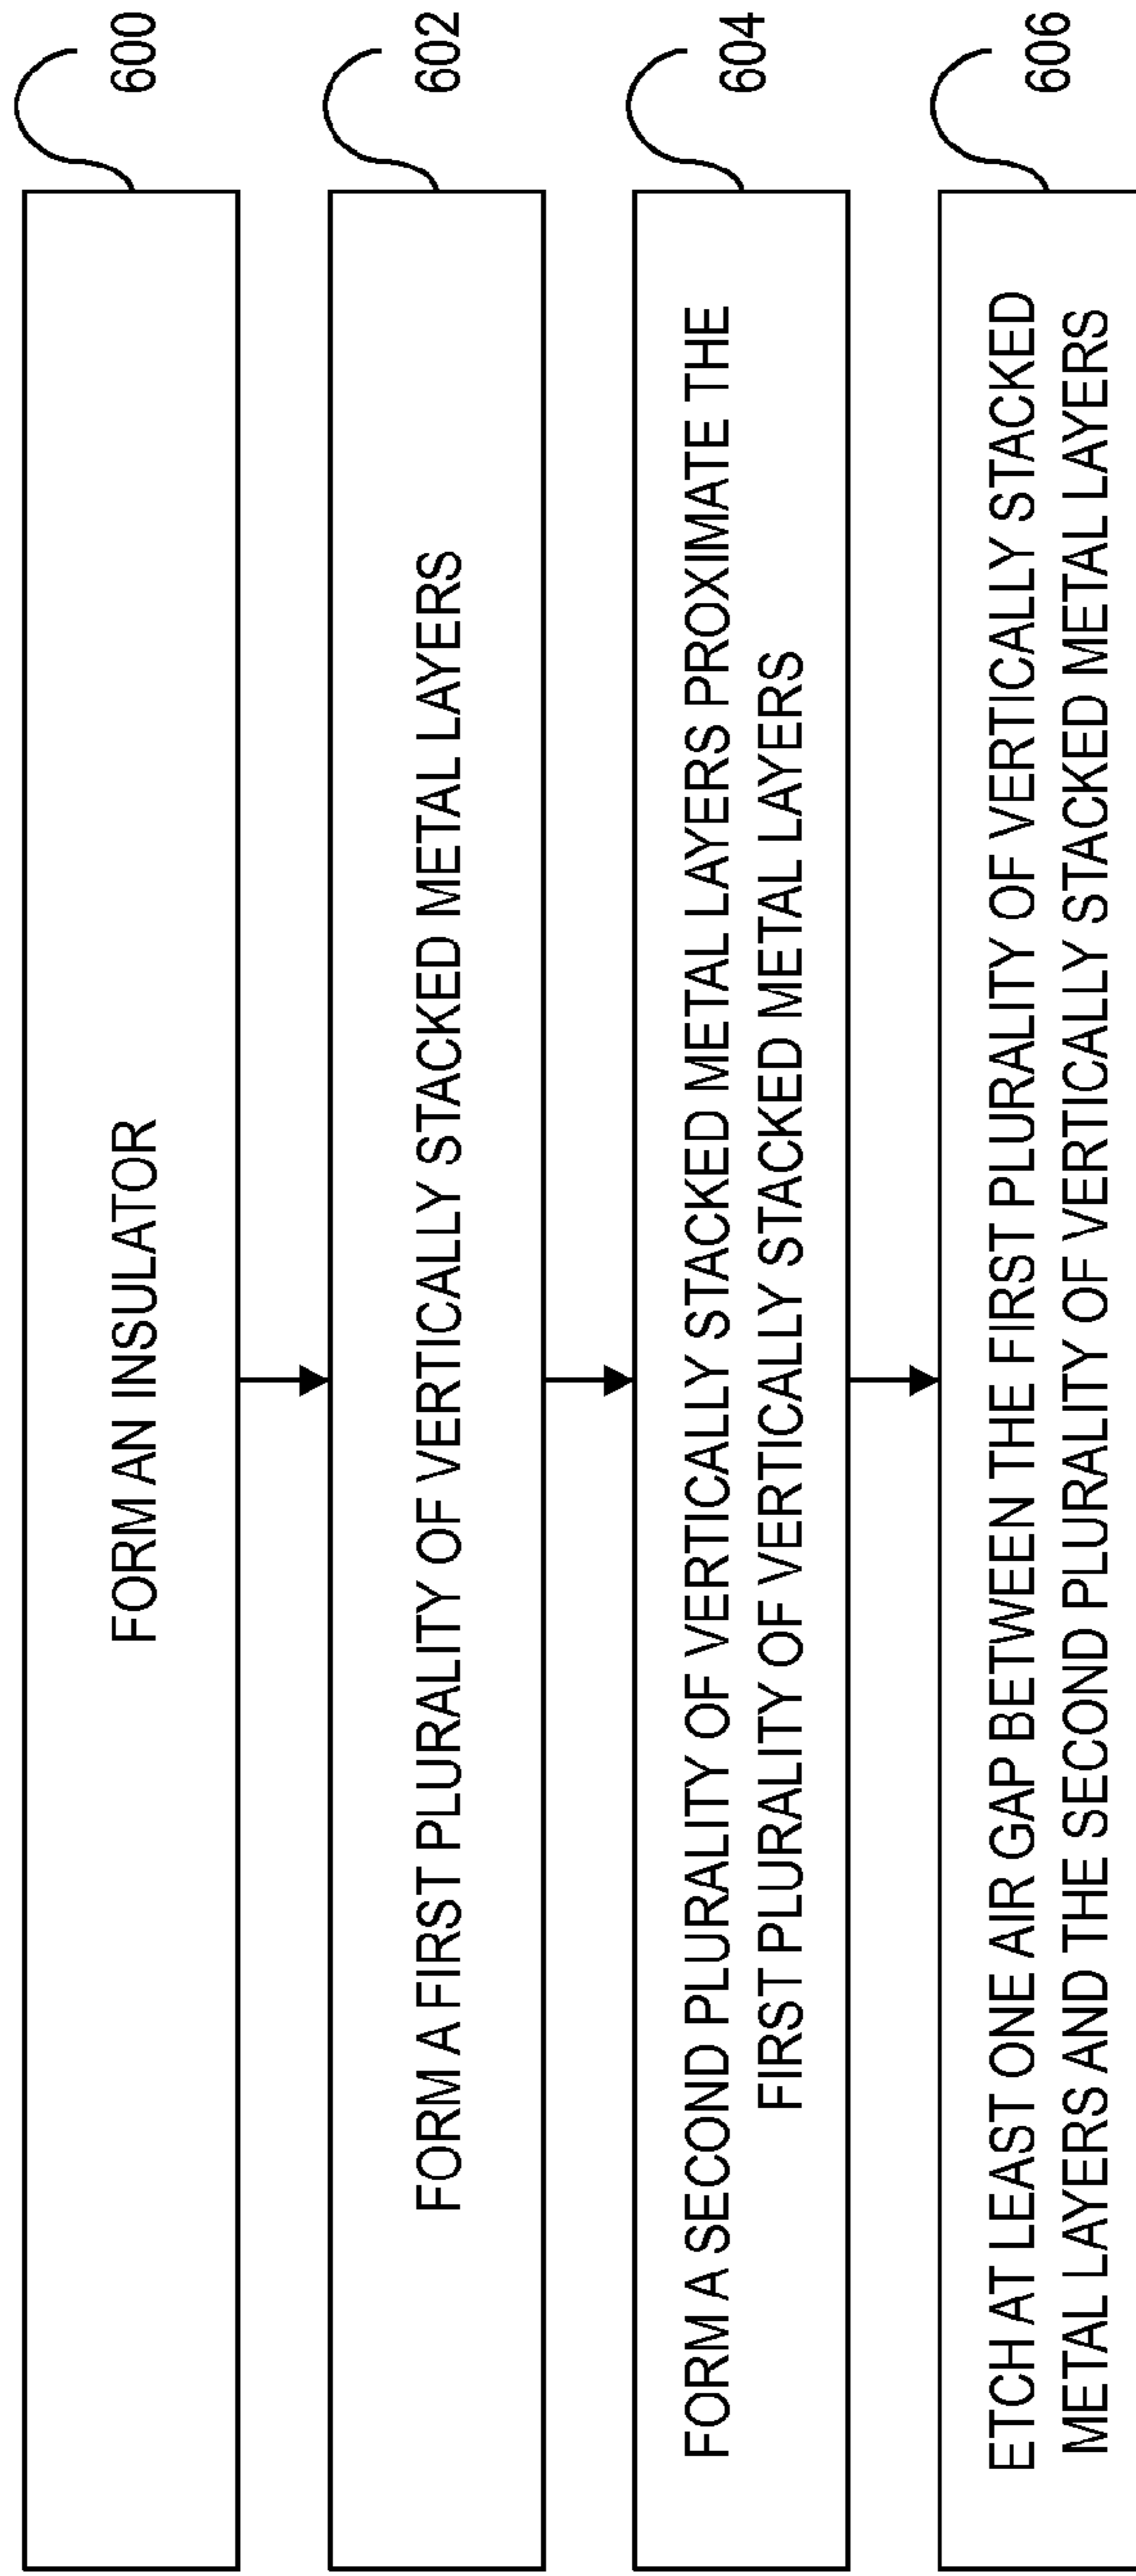 600
FORM AN INSULATOR
602
FORM A FIRST PLURALITY OF VERTICALLY STACKED METAL LAYERS
604
FORM A SECOND PLURALITY OF VERTICALLY STACKED METAL LAYERS PROXIMATE THE
FIRST PLURALITY OF VERTICALLY STACKED METAL LAYERS
606
ETCH AT LEAST ONE AIR GAP BETWEEN THE FIRST PLURALITY OF VERTICALLY STACKED
METAL LAYERS AND THE SECOND PLURALITY OF VERTICALLY STACKED METAL LAYERS